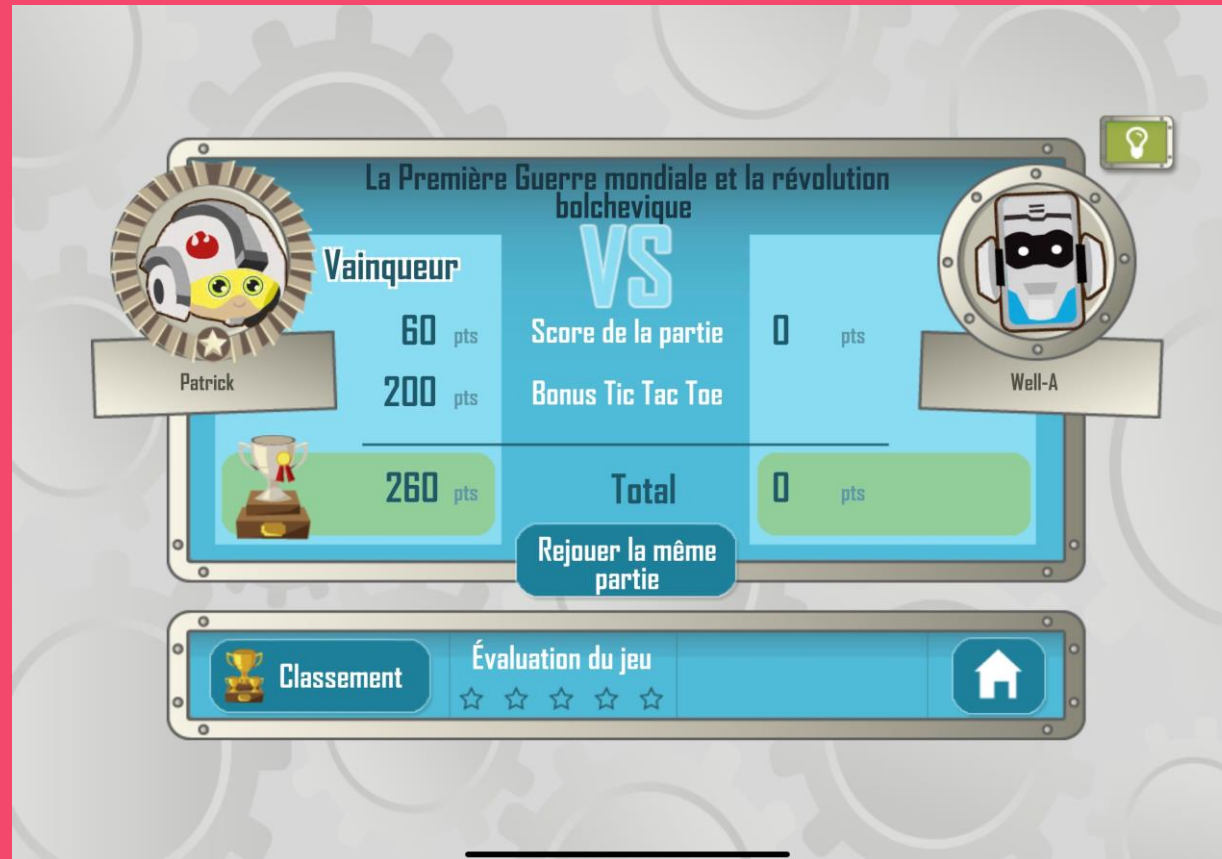 La Première Guerre mondiale et la révolution
bolchevique
VS
Vainqueur
60 pts Score de la partie 0 pts
Patrick
200 pts Bonus Tic Tac Toe
Well-A
260 pts Total 0 pts
Rejouer la même
partie
Classement
Évaluation du jeu